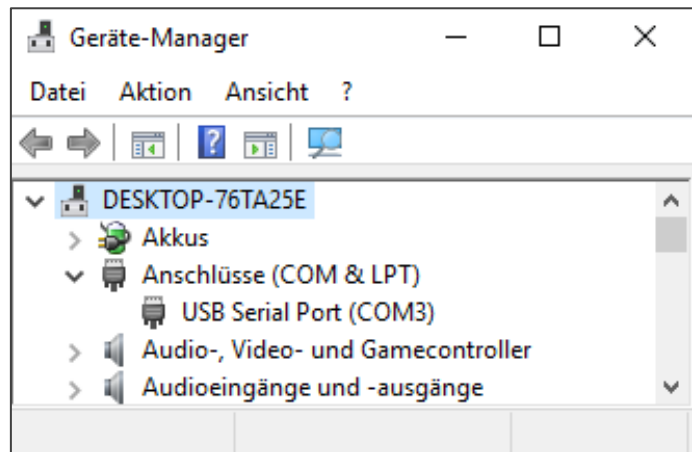 Geräte-Manager
Datei Aktion Ansicht ?
DESKTOP-76TA25E
Akkus
Anschlüsse (COM & LPT)
USB Serial Port (COM3)
Audio-, Video- und Gamecontroller
Audioeingänge und -ausgänge